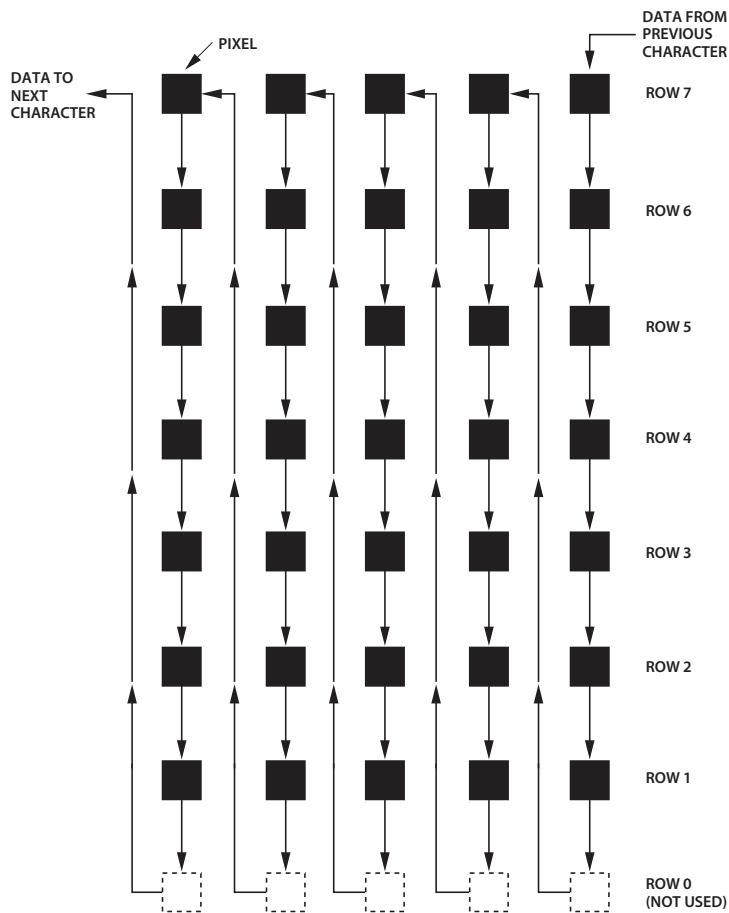 DATA FROM
PREVIOUS
CHARACTER
PIXEL
DATA TO
NEXT
CHARACTER
ROW 7
ROW 6
ROW 5
ROW 4
ROW 3
ROW 2
ROW 1
ROW 0
(NOT USED)